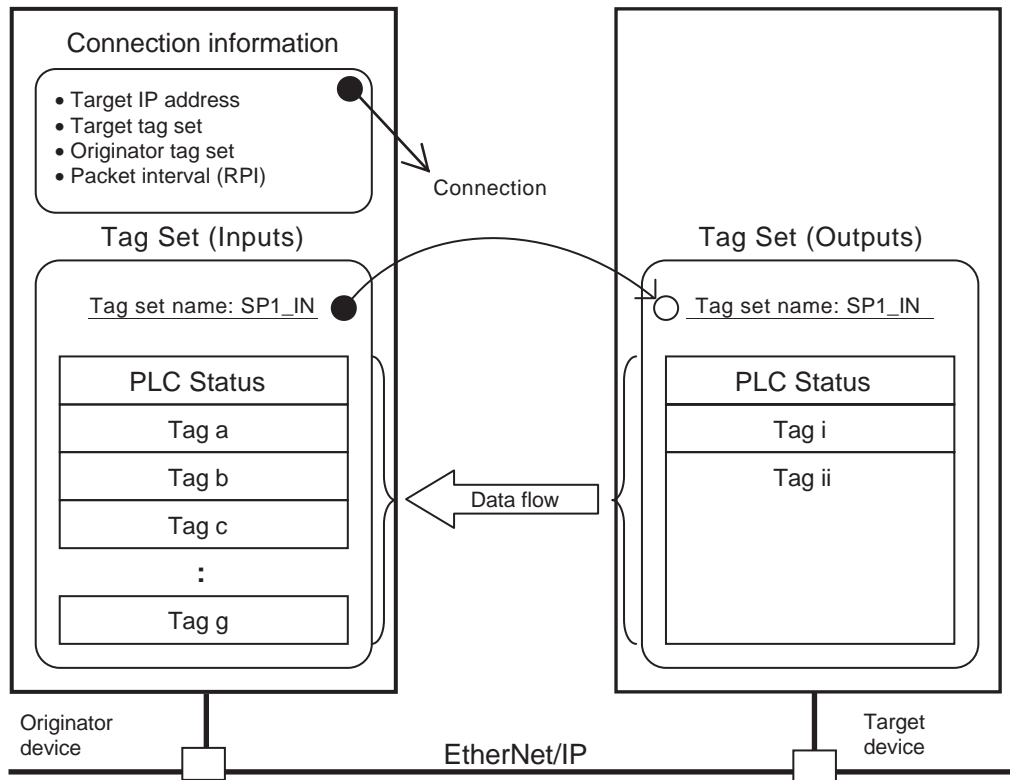 Connection information
• Target IP address
• Target tag set
• Originator tag set
• Packet interval (RPI)
Connection
Tag Set (Inputs)
Tag set name: SP1_IN
PLC Status
Tag a
Tag b
Tag c
:
Tag g
Data flow
Tag Set (Outputs)
Tag set name: SP1_IN
PLC Status
Tag i
Tag ii
Originator
device
EtherNet/IP
Target
device